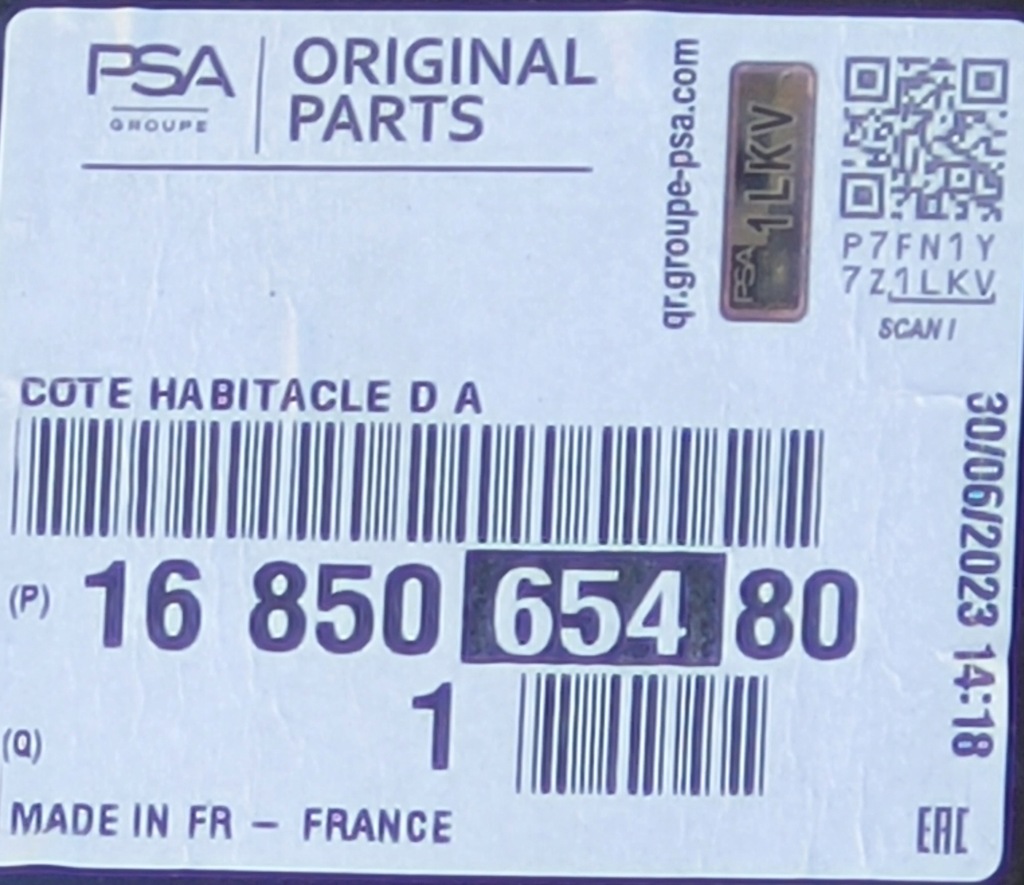 PSA
GROUPE
ORIGINAL
PARTS
qr.groupe-psa.com
PSA 1LKV
P7FN1Y
7Z1LKV
SCAN!
COTE HABITACLE D A
(P) 16 850 654 80
(Q) 1
30/06/2023 14:18
MADE IN FR - FRANCE
EAC